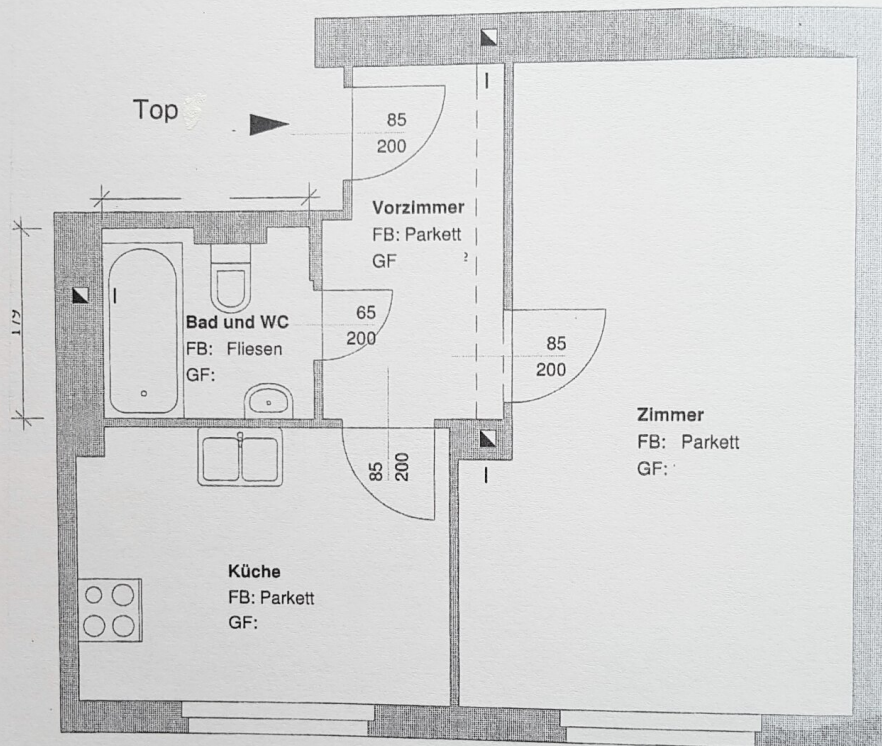 Top
85
200
Vorzimmer
FB: Parkett
GF
Bad und WC
FB: Fliesen
GF:
65
200
85
200
179
Zimmer
FB: Parkett
GF:
85
200
Küche
FB: Parkett
GF: